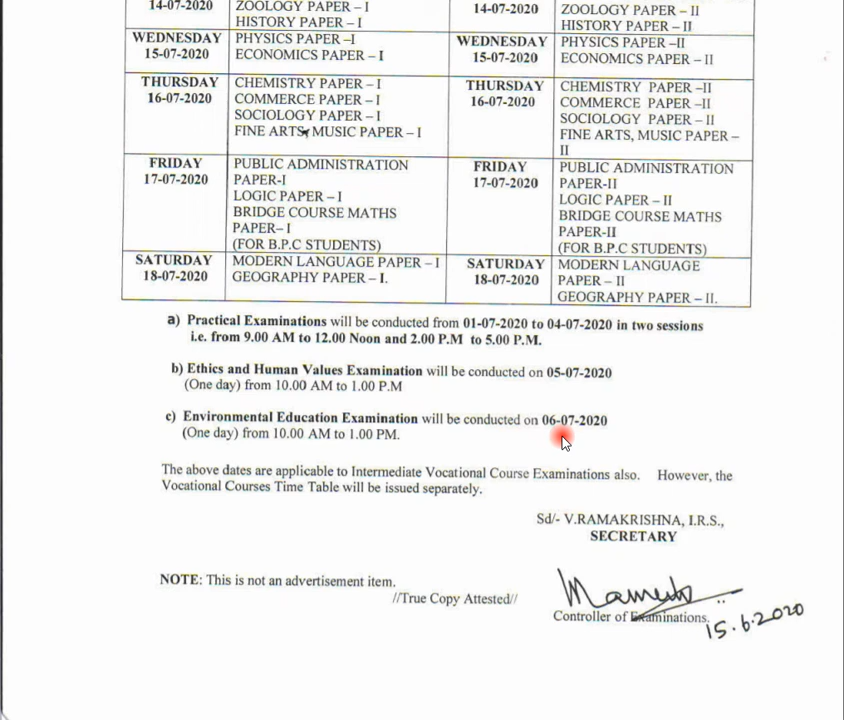 14-07-2020
ZOOLOGY PAPER – I
HISTORY PAPER – I
14-07-2020
ZOOLOGY PAPER – II
HISTORY PAPER – II
WEDNESDAY
15-07-2020
PHYSICS PAPER –I
ECONOMICS PAPER – I
WEDNESDAY
15-07-2020
PHYSICS PAPER –II
ECONOMICS PAPER – II
THURSDAY
16-07-2020
CHEMISTRY PAPER – I
COMMERCE PAPER – I
SOCIOLOGY PAPER – I
FINE ARTS, MUSIC PAPER – I
THURSDAY
16-07-2020
CHEMISTRY PAPER –II
COMMERCE PAPER –II
SOCIOLOGY PAPER – II
FINE ARTS, MUSIC PAPER –
II
FRIDAY
17-07-2020
PUBLIC ADMINISTRATION
PAPER-I
LOGIC PAPER – I
BRIDGE COURSE MATHS
PAPER– I
(FOR B.P.C STUDENTS)
FRIDAY
17-07-2020
PUBLIC ADMINISTRATION
PAPER-II
LOGIC PAPER – II
BRIDGE COURSE MATHS
PAPER-II
(FOR B.P.C STUDENTS)
SATURDAY
18-07-2020
MODERN LANGUAGE PAPER – I
GEOGRAPHY PAPER – I.
SATURDAY
18-07-2020
MODERN LANGUAGE
PAPER – II
GEOGRAPHY PAPER – II.
a) Practical Examinations will be conducted from 01-07-2020 to 04-07-2020 in two sessions
i.e. from 9.00 AM to 12.00 Noon and 2.00 P.M to 5.00 P.M.
b) Ethics and Human Values Examination will be conducted on 05-07-2020
(One day) from 10.00 AM to 1.00 P.M
c) Environmental Education Examination will be conducted on 06-07-2020
(One day) from 10.00 AM to 1.00 PM.
The above dates are applicable to Intermediate Vocational Course Examinations also. However, the
Vocational Courses Time Table will be issued separately.
Sd/- V.RAMAKRISHNA, I.R.S.,
SECRETARY
NOTE: This is not an advertisement item.
//True Copy Attested//
Controller of Examinations.
15.6.2020